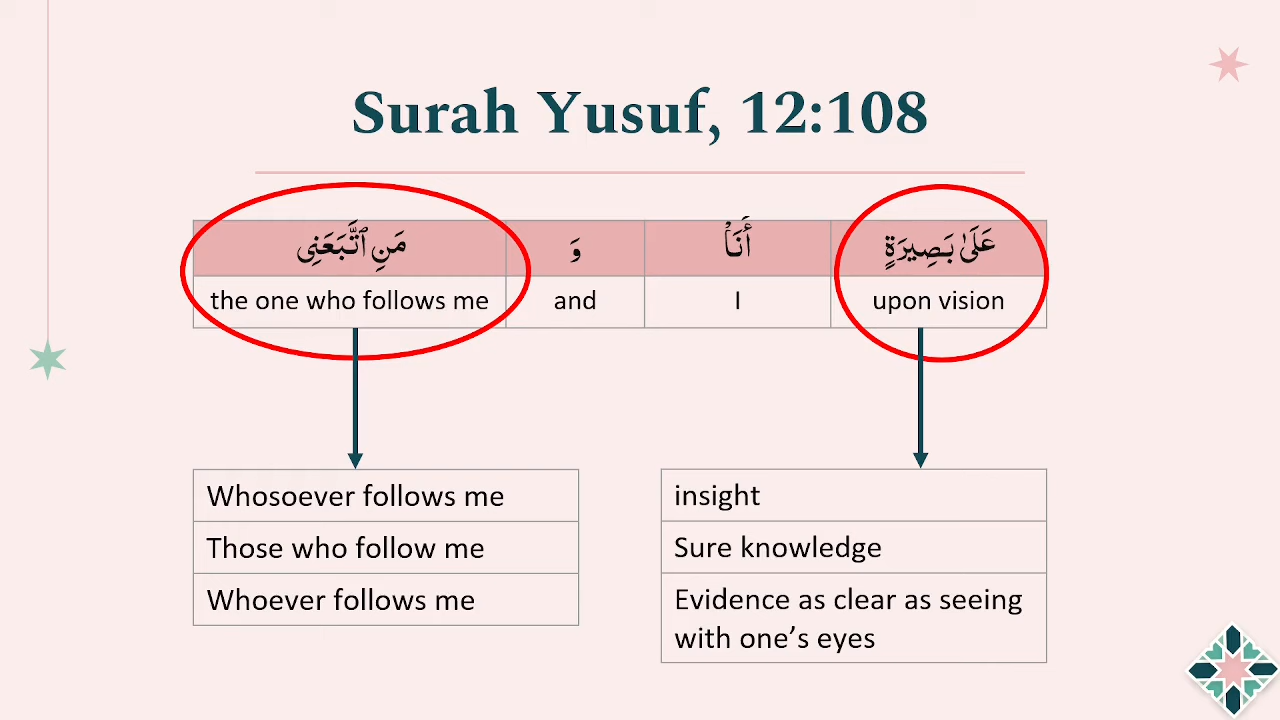 Surah Yusuf, 12:108
عَلَىٰ بَصِيرَةٍ أَنَا۠ وَ مَنِ ٱتَّبَعَنِى
the one who follows me and I upon vision
Whosoever follows me
Those who follow me
Whoever follows me
insight
Sure knowledge
Evidence as clear as seeing
with one’s eyes